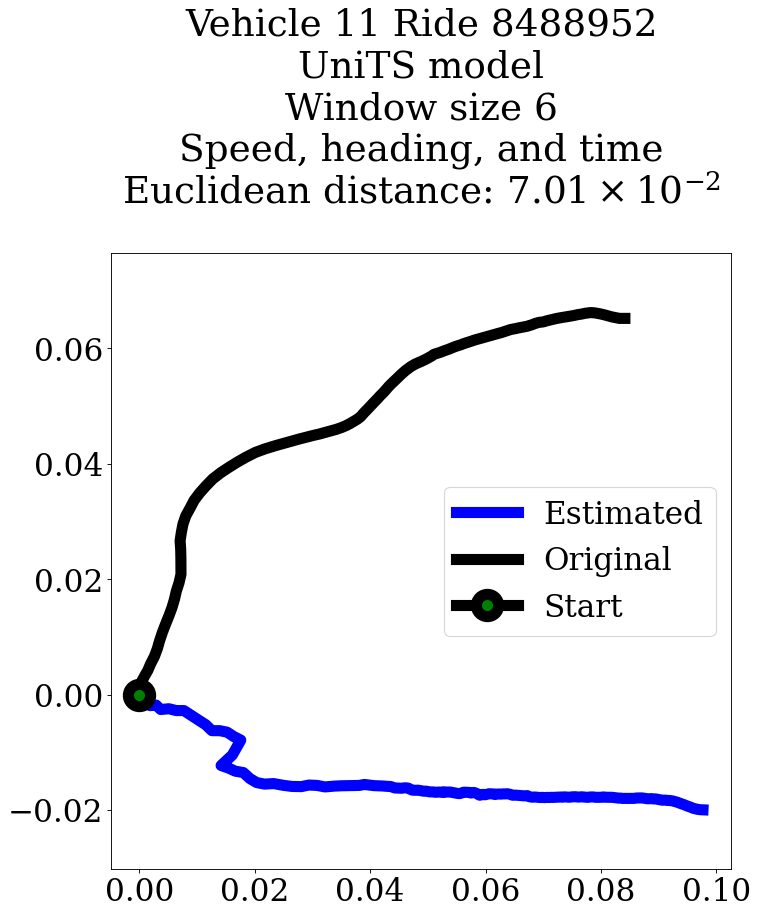 Vehicle 11 Ride 8488952
UniTS model
Window size 6
Speed, heading, and time
Euclidean distance: 7.01 × 10⁻²
0.06
0.04
0.02
0.00
−0.02
Estimated
Original
Start
0.00 0.02 0.04 0.06 0.08 0.10